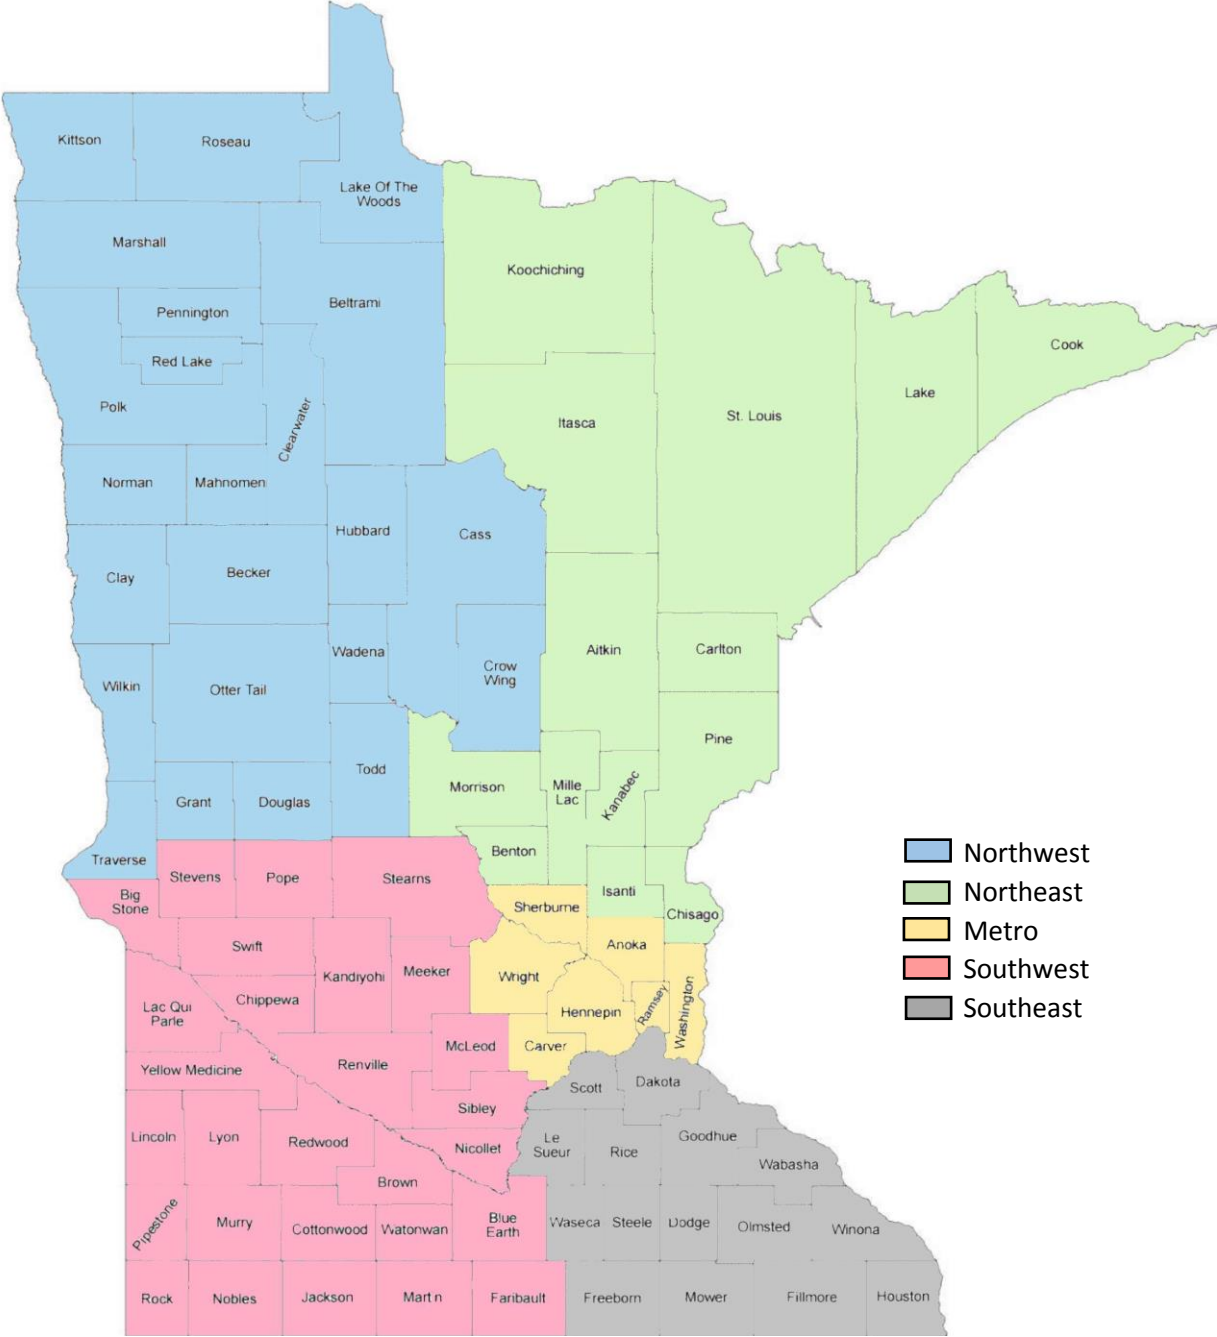 Kittson
Roseau
Lake Of The
Woods
Marshall
Koochiching
Beltrami
Pennington
Cook
Red Lake
Lake
Polk
St. Louis
Itasca
Clearwater
Norman
Mahnomen
Hubbard
Cass
Becker
Clay
Aitkin
Carlton
Wadena
Crow
Wing
Wilkin
Otter Tail
Pine
Todd
Morrison
Mille
Lac
Kanabec
Grant
Douglas
Benton
Northwest
Traverse
Stevens
Pope
Stearns
Isanti
Northeast
Big
Stone
Sherburne
Chisago
Metro
Swift
Anoka
Kandiyohi
Meeker
Wright
Southwest
Chippewa
Lac Qui
Parle
Hennepin
Ramsey
Washington
Southeast
McLeod
Carver
Renville
Yellow Medicine
Scott
Dakota
Sibley
Lincoln
Lyon
Redwood
Nicollet
Le
Sueur
Rice
Goodhue
Wabasha
Brown
Pipestone
Murry
Cottonwood
Watonwan
Blue
Earth
Waseca
Steele
Dodge
Olmsted
Winona
Rock
Nobles
Jackson
Mart n
Faribault
Freeborn
Mower
Fillmore
Houston